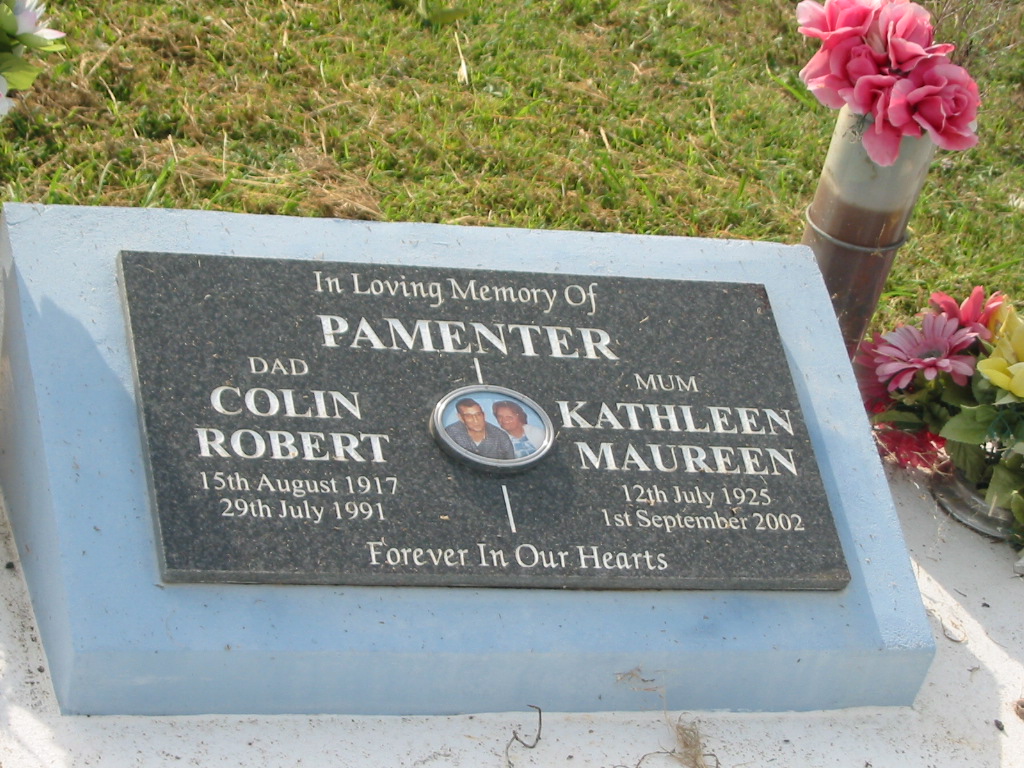 In Loving Memory Of
PAMENTER
DAD
COLIN
ROBERT
15th August 1917
29th July 1991
MUM
KATHLEEN
MAUREEN
12th July 1925
1st September 2002
Forever In Our Hearts